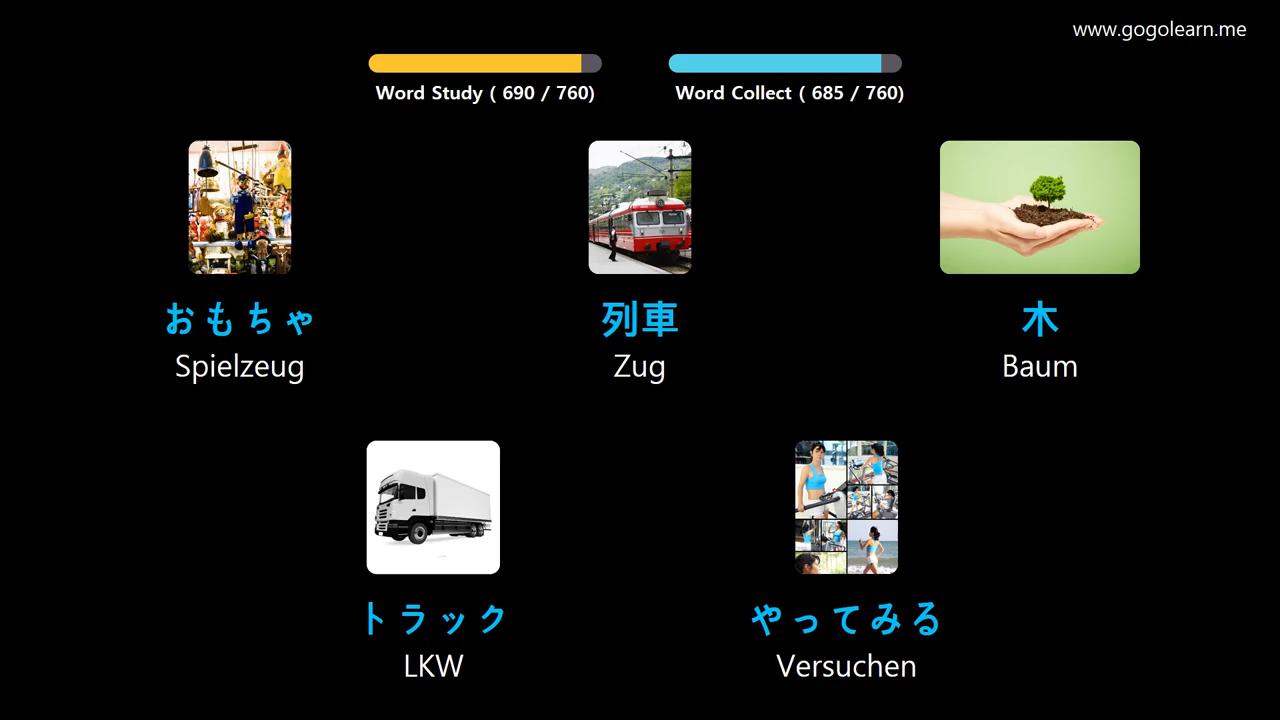 www.gogolearn.me
Word Study ( 690 / 760)
Word Collect ( 685 / 760)
おもちゃ
Spielzeug
列車
Zug
木
Baum
トラック
LKW
やってみる
Versuchen